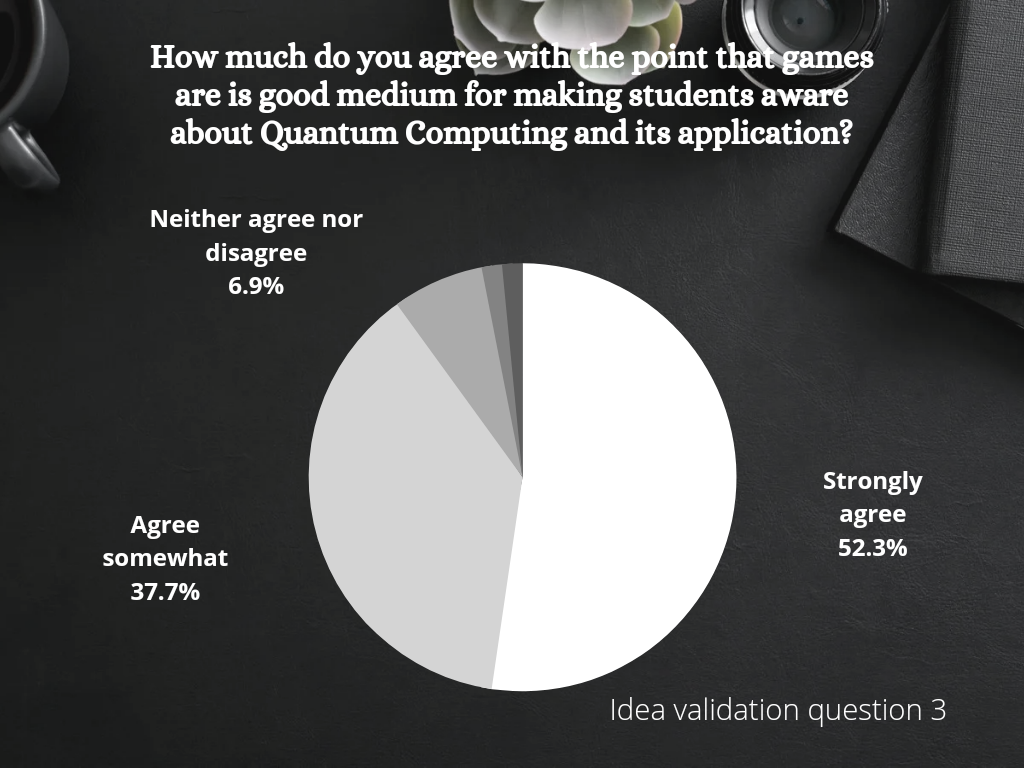 How much do you agree with the point that games
are is good medium for making students aware
about Quantum Computing and its application?
Neither agree nor
disagree
6.9%
Strongly
agree
52.3%
Agree
somewhat
37.7%
Idea validation question 3